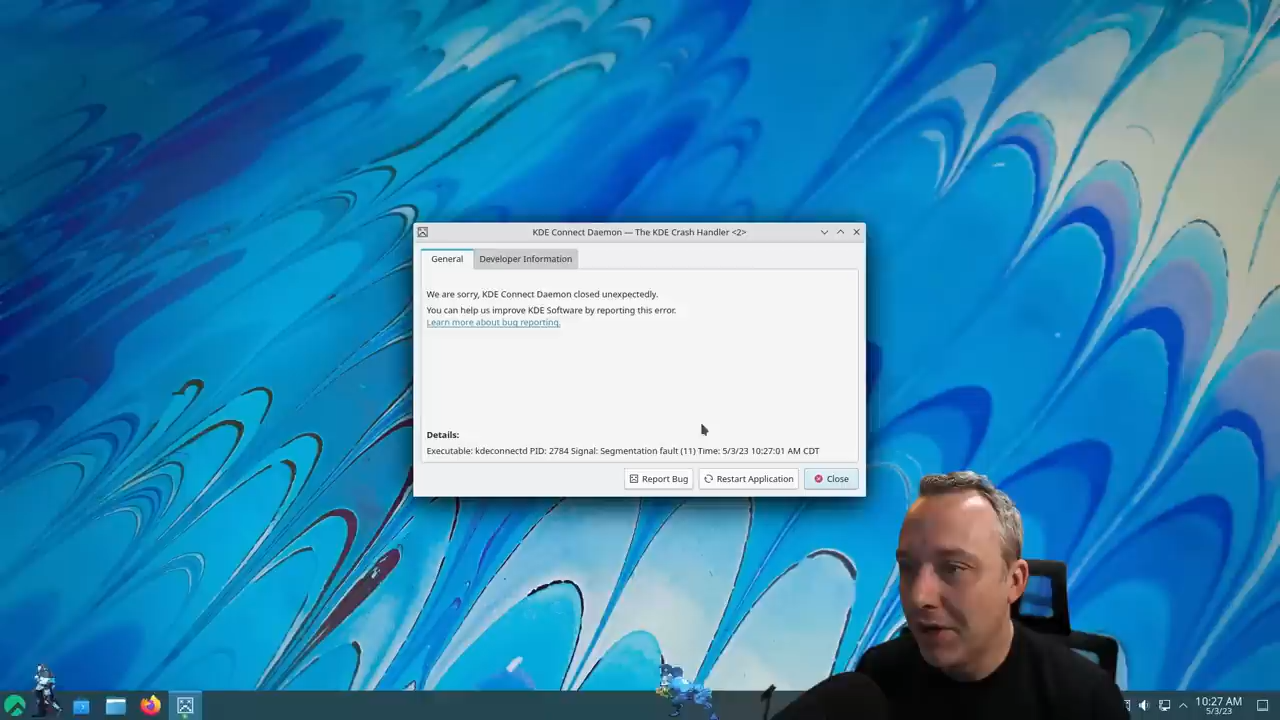 KDE Connect Daemon — The KDE Crash Handler <2>
General
Developer Information
We are sorry, KDE Connect Daemon closed unexpectedly.
You can help us improve KDE Software by reporting this error.
Learn more about bug reporting.
Details:
Executable: kdeconnectd PID: 2784 Signal: Segmentation fault (11) Time: 5/3/23 10:27:01 AM CDT
Report Bug
Restart Application
Close
10:27 AM
5/3/23